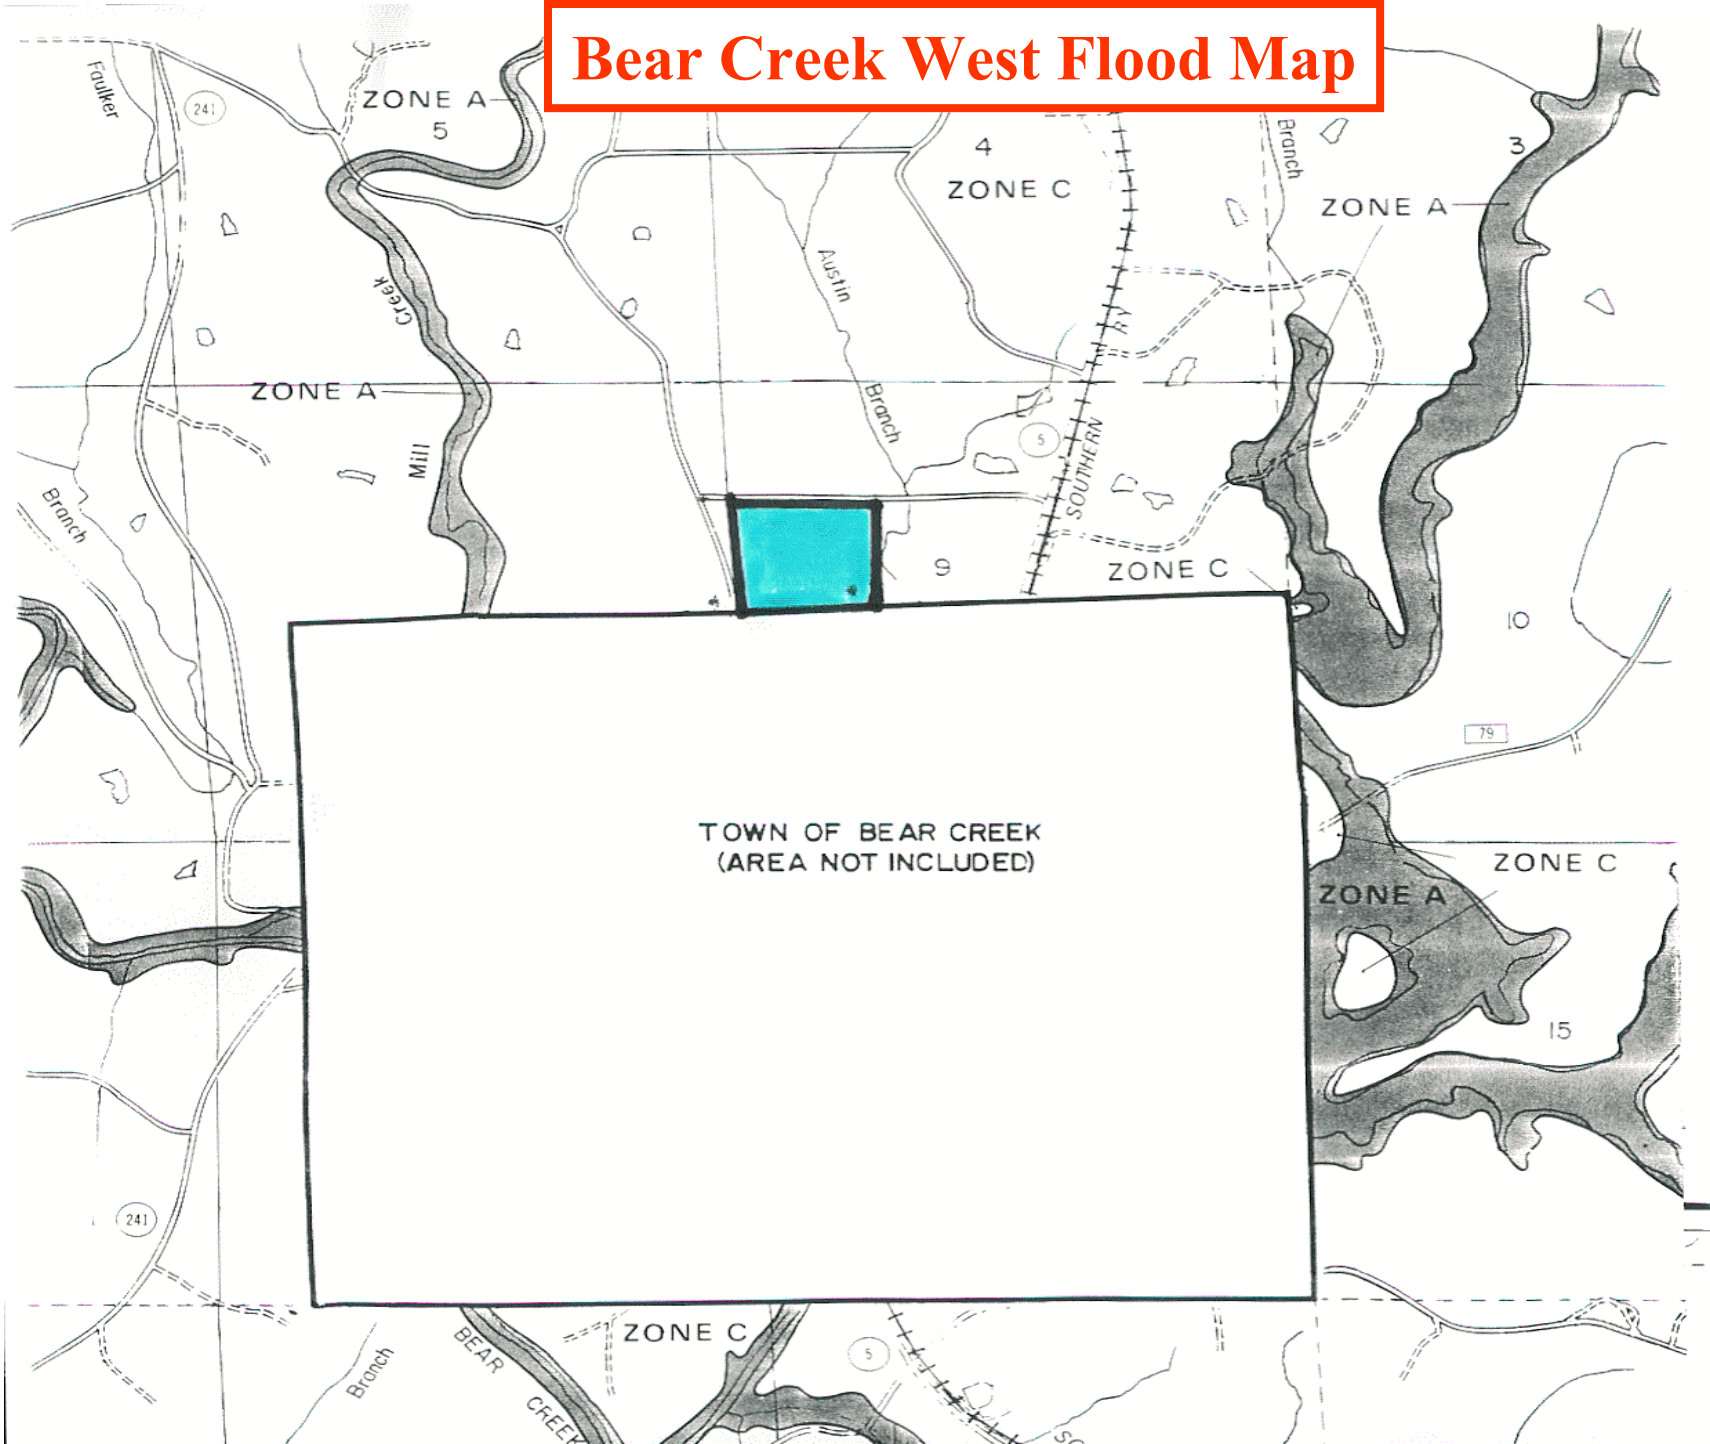 Bear Creek West Flood Map
Faulker
241
ZONE A
5
4
ZONE C
Branch
3
ZONE A
Creek
Austin
RY
ZONE A
Branch
Mill
5
SOUTHERN
Branch
9
ZONE C
10
79
TOWN OF BEAR CREEK
(AREA NOT INCLUDED)
ZONE C
ZONE A
15
241
ZONE C
BEAR
CREEK
Branch
5